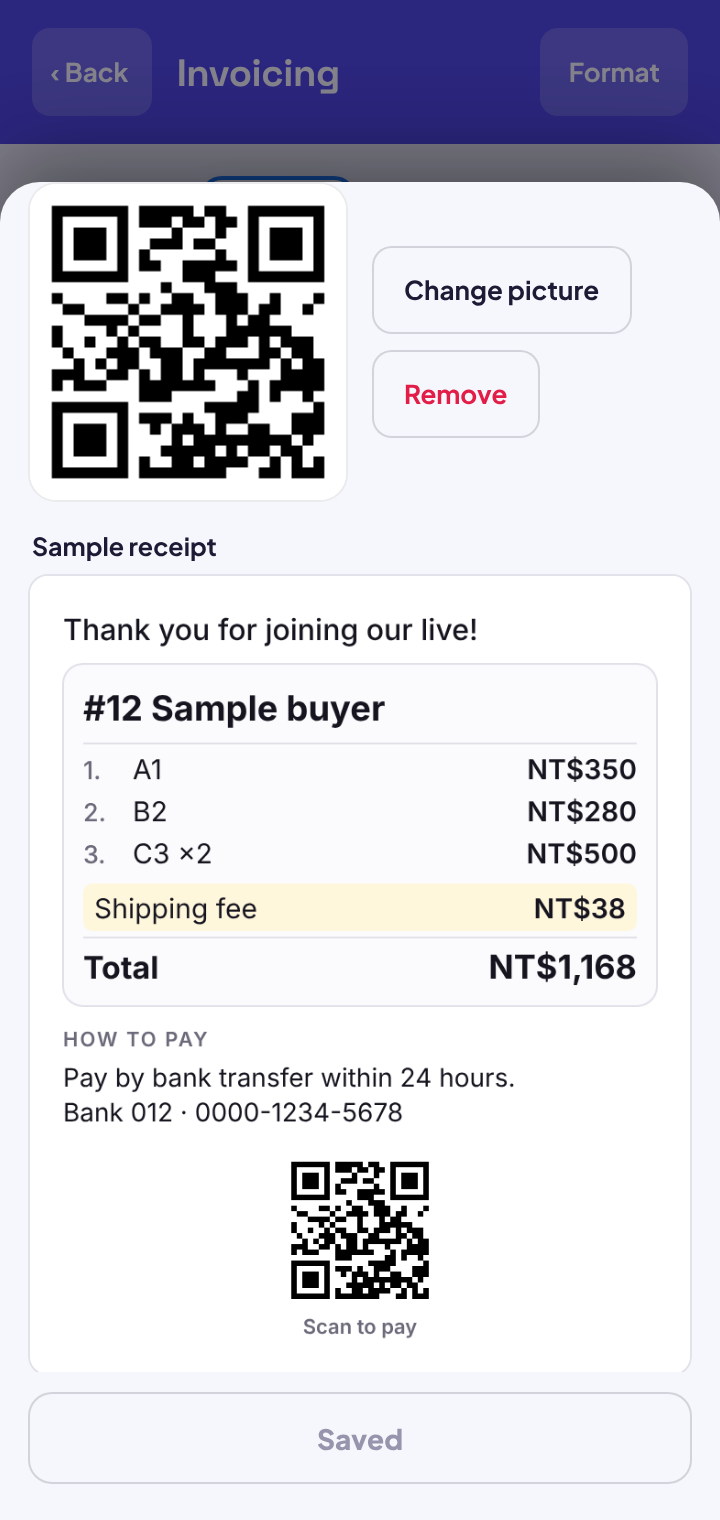 ‹ Back
Invoicing
Format
Change picture
Remove
Sample receipt
Thank you for joining our live!
#12 Sample buyer
1. A1 NT$350
2. B2 NT$280
3. C3 ×2 NT$500
Shipping fee NT$38
Total NT$1,168
HOW TO PAY
Pay by bank transfer within 24 hours.
Bank 012 · 0000-1234-5678
Scan to pay
Saved